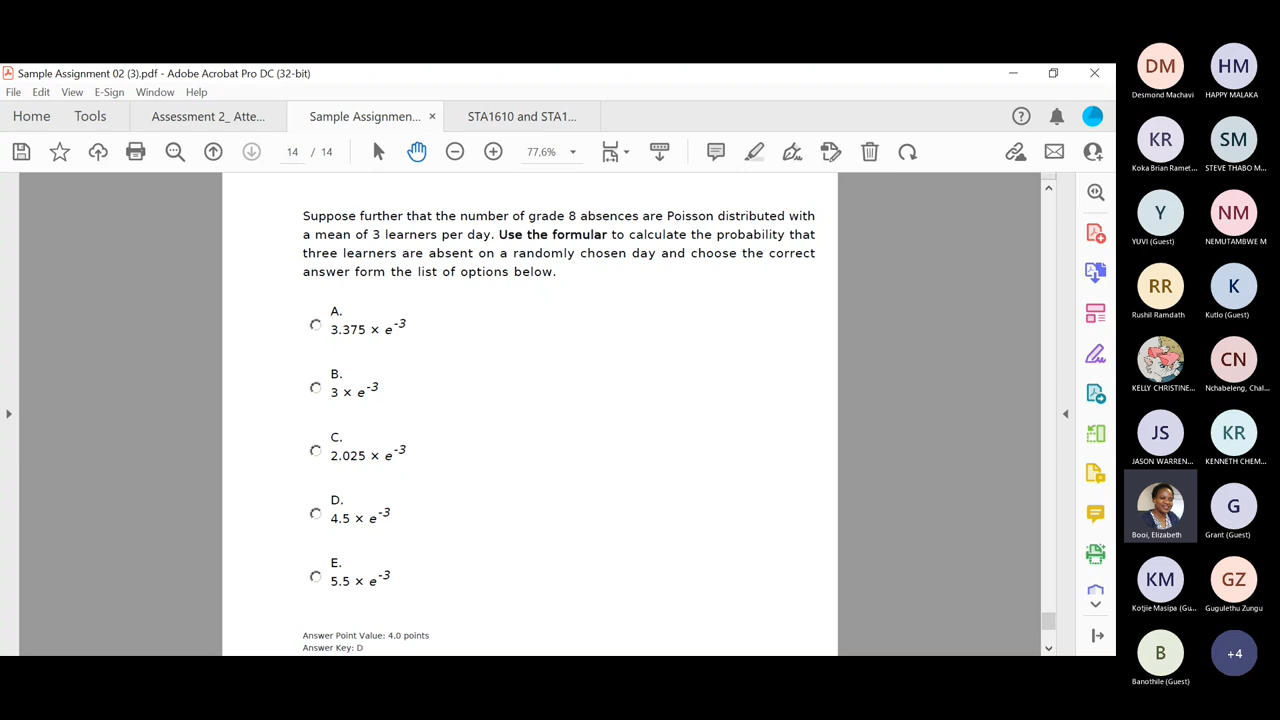 Sample Assignment 02 (3).pdf - Adobe Acrobat Pro DC (32-bit)
File Edit View E-Sign Window Help
Home Tools Assessment 2_ Atte... Sample Assignmen... × STA1610 and STA1...
14 / 14 77,6%
Suppose further that the number of grade 8 absences are Poisson distributed with
a mean of 3 learners per day. Use the formular to calculate the probability that
three learners are absent on a randomly chosen day and choose the correct
answer form the list of options below.
A.
3.375 × e-3
B.
3 × e-3
C.
2.025 × e-3
D.
4.5 × e-3
E.
5.5 × e-3
Answer Point Value: 4.0 points
Answer Key: D
DM HM
Desmond Machavi HAPPY MALAKA
KR SM
Koka Brian Ramet... STEVE THABO M...
Y NM
YUVI (Guest) NEMUTAMBWE M
RR K
Rushil Ramdath Kutlo (Guest)
CN
KELLY CHRISTINE... Nchabeleng, Chal...
JS KR
JASON WARREN... KENNETH CHEM...
G
Booi, Elizabeth Grant (Guest)
KM GZ
Kotjie Masipa (Gu... Gugulethu Zungu
B +4
Banothile (Guest)